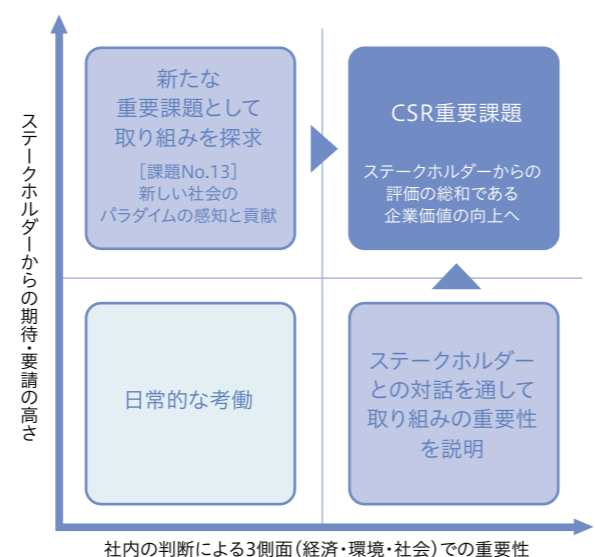 ステークホルダーからの期待・要請の高さ
新たな
重要課題として
取り組みを探求
［課題No.13］
新しい社会の
パラダイムの感知と貢献
CSR重要課題
ステークホルダーからの
評価の総和である
企業価値の向上へ
日常的な考働
ステークホルダー
との対話を通して
取り組みの重要性
を説明
社内の判断による3側面（経済・環境・社会）での重要性